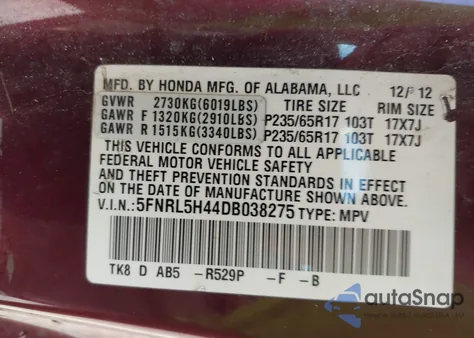 MFD. BY HONDA MFG. OF ALABAMA, LLC 12/12
GVWR 2730KG(6019LBS) TIRE SIZE RIM SIZE
GAWR F 1320KG(2910LBS) P235/65R17 103T 17X7J
GAWR R 1515KG(3340LBS) P235/65R17 103T 17X7J
THIS VEHICLE CONFORMS TO ALL APPLICABLE
FEDERAL MOTOR VEHICLE SAFETY
AND THEFT PREVENTION STANDARDS IN EFFECT
ON THE DATE OF MANUFACTURE SHOWN ABOVE.
V.I.N.: 5FNRL5H44DB038275 TYPE: MPV
TK8 D AB5 -R529P -F -B
autoSnap